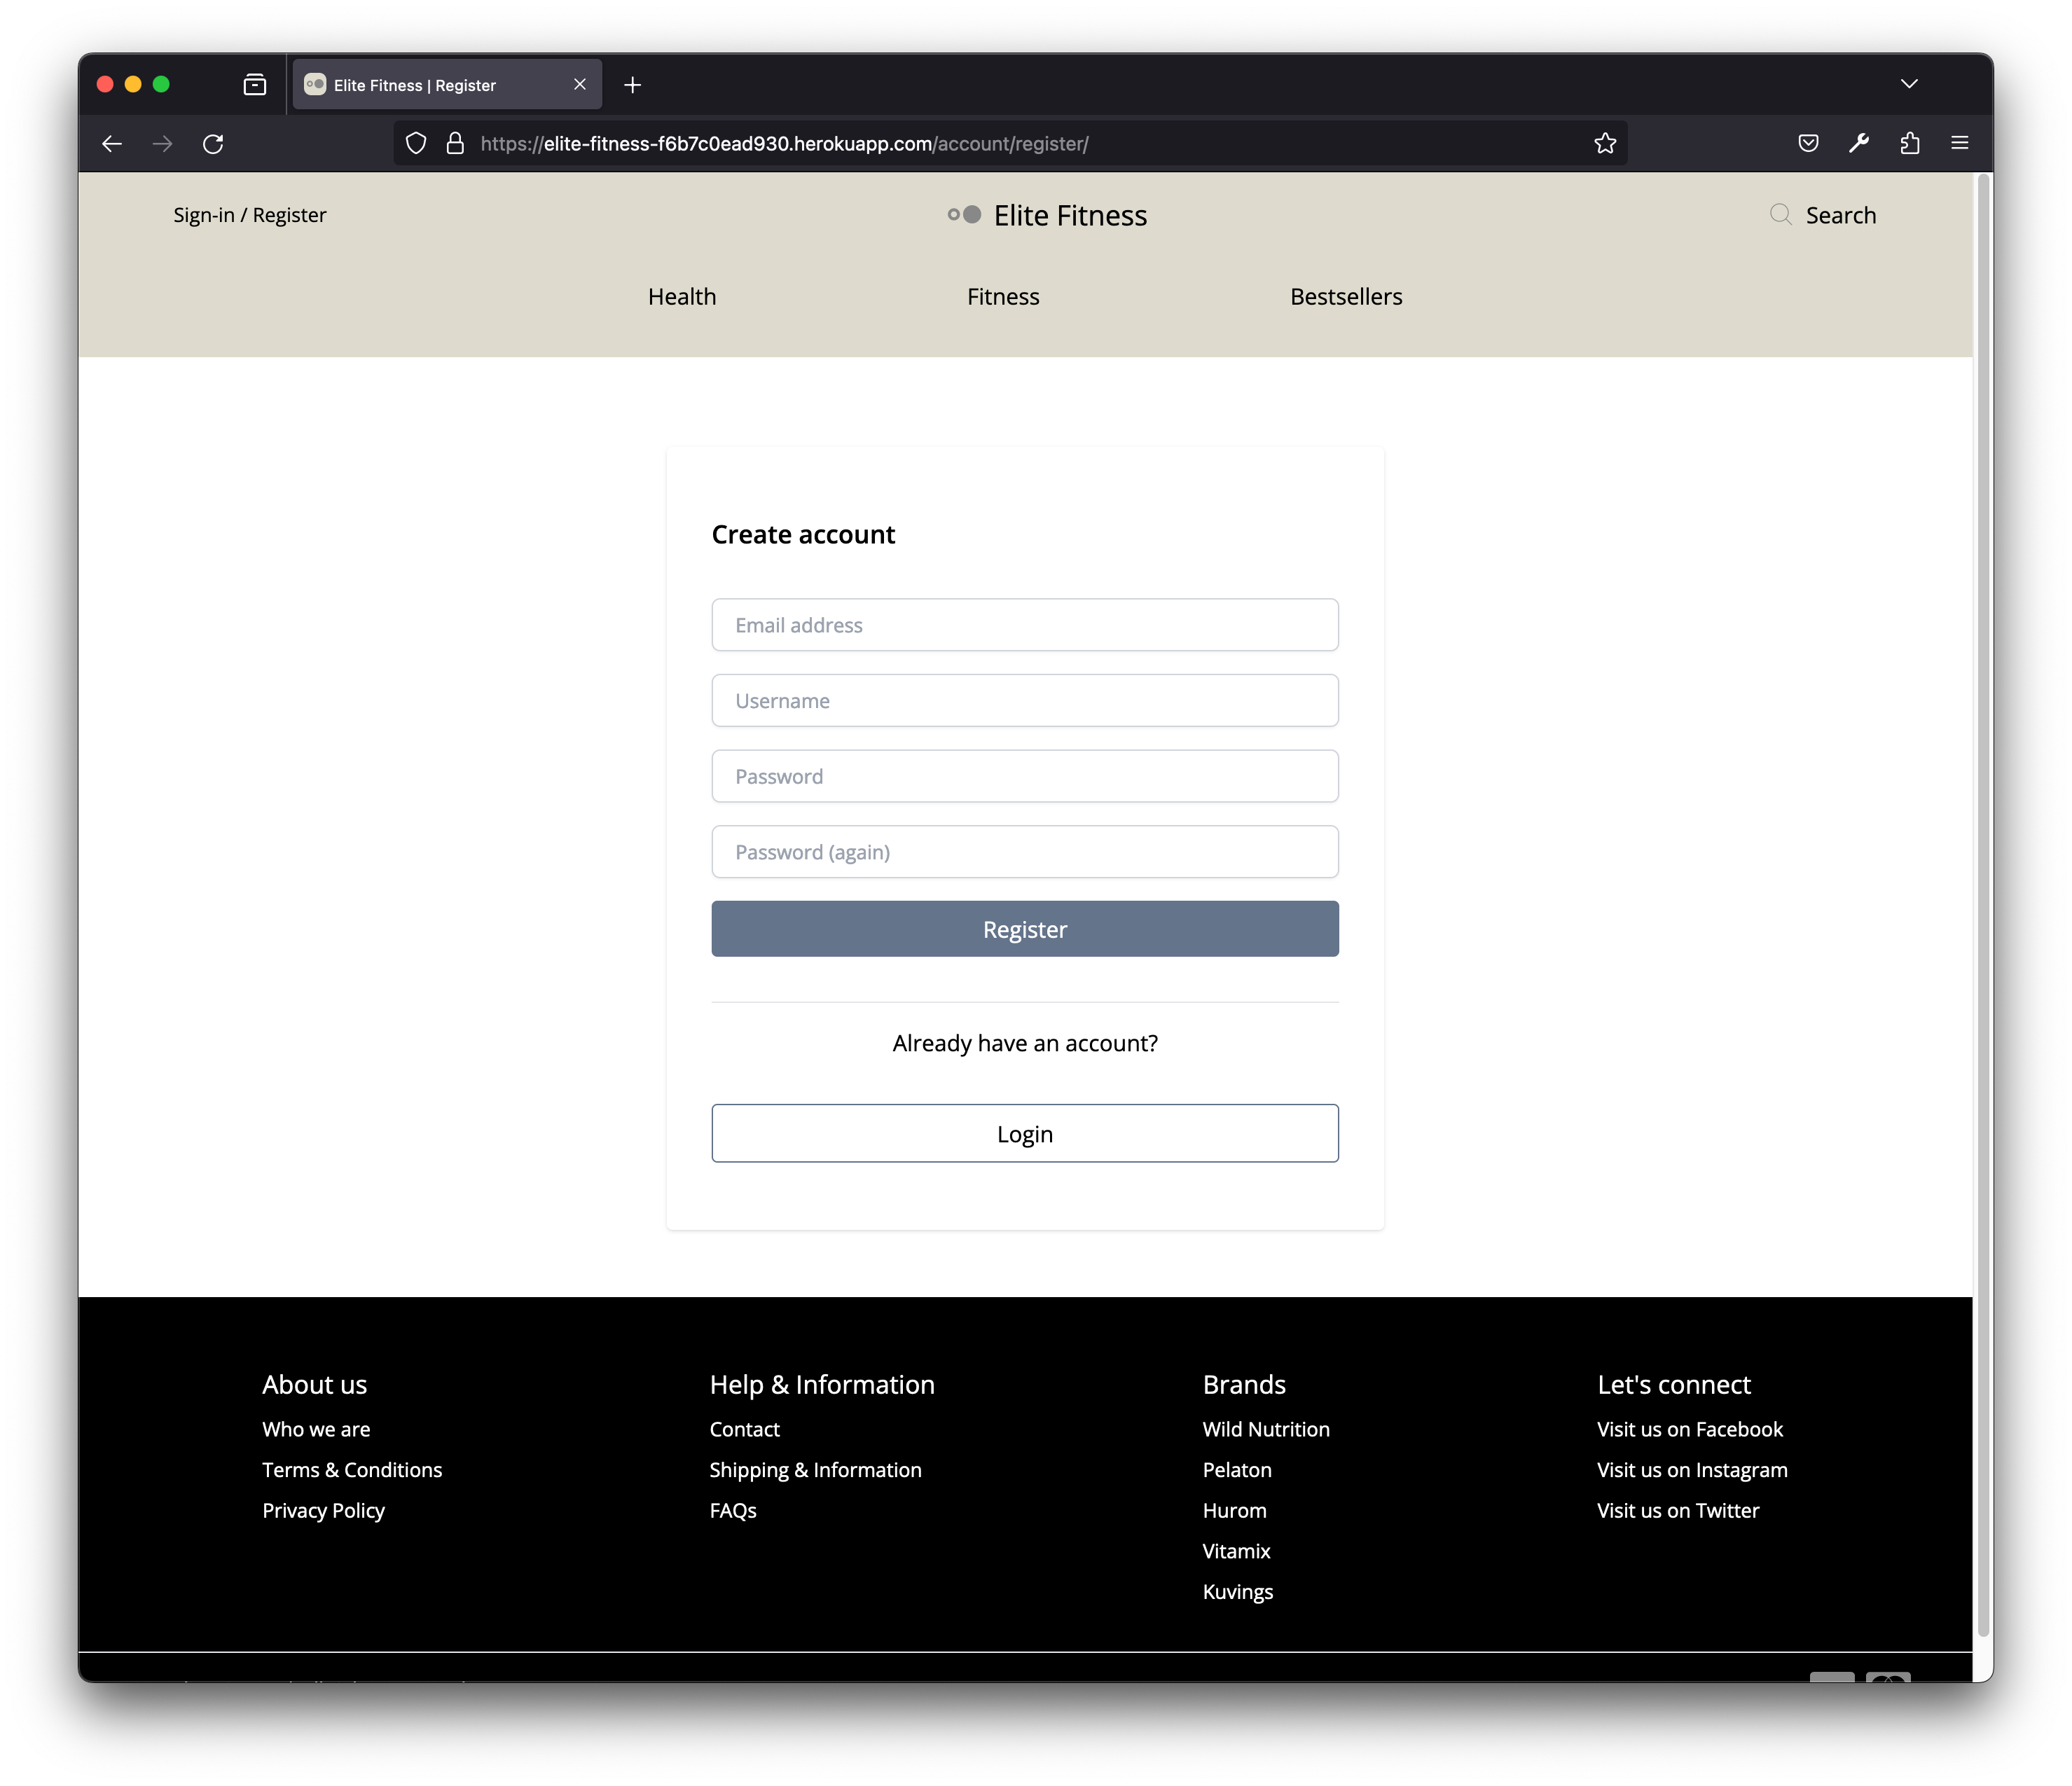 Elite Fitness | Register
https://elite-fitness-f6b7c0ead930.herokuapp.com/account/register/
Sign-in / Register
Elite Fitness
Search
Health
Fitness
Bestsellers
Create account
Email address
Username
Password
Password (again)
Register
Already have an account?
Login
About us
Who we are
Terms & Conditions
Privacy Policy
Help & Information
Contact
Shipping & Information
FAQs
Brands
Wild Nutrition
Pelaton
Hurom
Vitamix
Kuvings
Let's connect
Visit us on Facebook
Visit us on Instagram
Visit us on Twitter